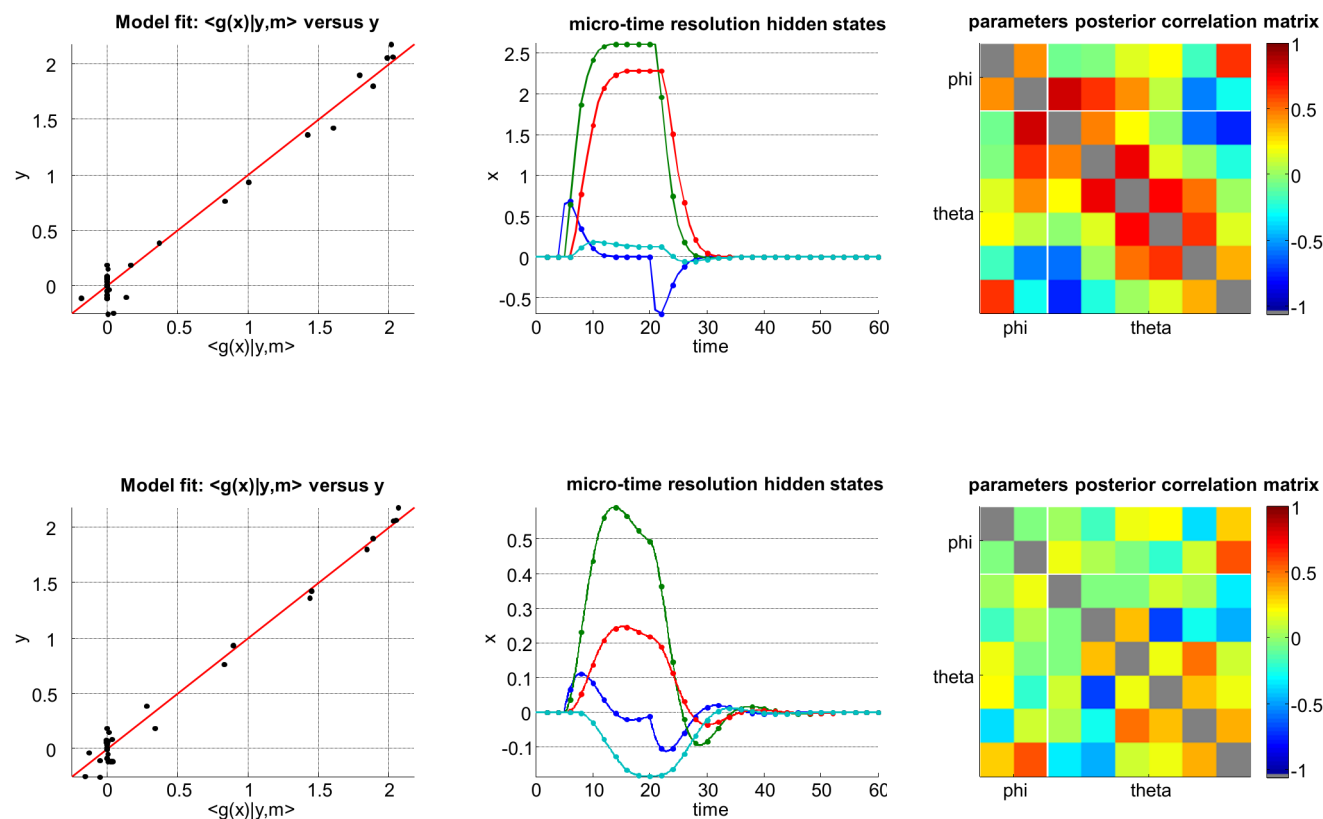 Model fit: <g(x)|y,m> versus y
micro-time resolution hidden states
parameters posterior correlation matrix
2
1.5
1
0.5
0
y
0
0.5
1
1.5
2
<g(x)|y,m>
2.5
2
1.5
1
0.5
0
-0.5
x
0
10
20
30
40
50
60
time
phi
theta
phi
theta
1
0.5
0
-0.5
-1
Model fit: <g(x)|y,m> versus y
micro-time resolution hidden states
parameters posterior correlation matrix
2
1.5
1
0.5
0
y
0
0.5
1
1.5
2
<g(x)|y,m>
0.5
0.4
0.3
0.2
0.1
0
-0.1
x
0
10
20
30
40
50
60
time
phi
theta
phi
theta
1
0.5
0
-0.5
-1